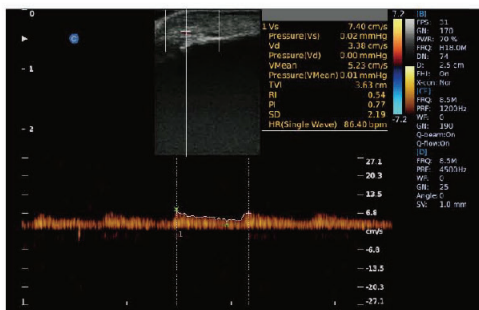 0
1
2
1 Vs 7.40 cm/s
Pressure(Vs) 0.02 mmHg
Vd 3.38 cm/s
Pressure(Vd) 0.00 mmHg
VMean 5.23 cm/s
Pressure(VMean) 0.01 mmHg
TVI 3.63 cm
RI 0.54
PI 0.77
SD 2.19
HR(Single Wave) 86.40 bpm
7.2
-7.2
[B]
FPS: 31
GN: 170
PWR: 70 %
FRQ: H18.0M
DN: 74
D: 2.5 cm
FHI: On
X-con: Nor
[CF]
FRQ: 8.5M
PRF: 1200Hz
WF: 0
GN: 190
Q-beam:On
Q-flow:On
[D]
FRQ: 8.5M
PRF: 4500Hz
WF: 0
GN: 25
Angle: 0
SV: 1.0 mm
27.1
20.3
13.5
6.8
cm/s
-6.8
-13.5
-20.3
-27.1
1